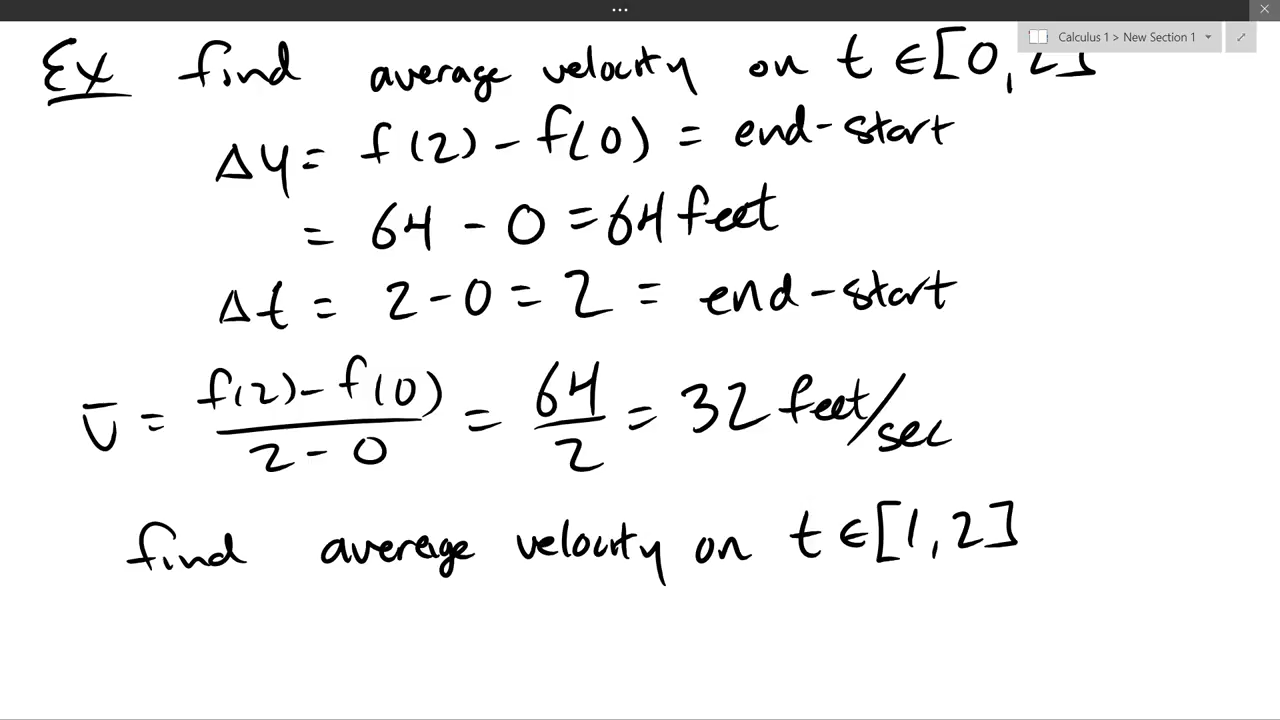 ...
Calculus 1 > New Section 1
Ex find average velocity on t ∈ [0, 2]
Δy = f(2) - f(0) = end-start
= 64 - 0 = 64 feet
Δt = 2 - 0 = 2 = end-start
v̄ = f(2) - f(0) / 2 - 0 = 64 / 2 = 32 feet/sec
find average velocity on t ∈ [1, 2]